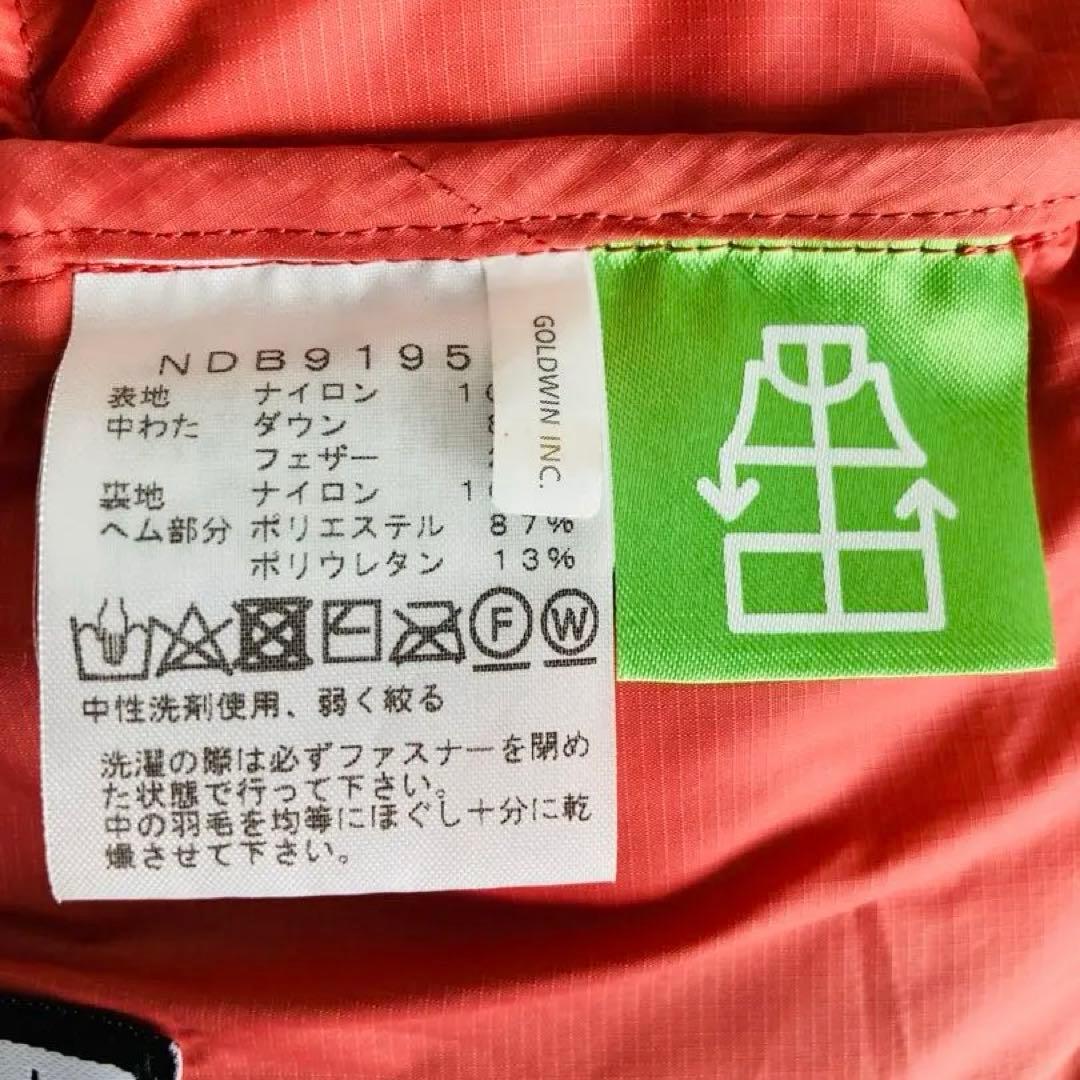 NDB9195
GOLDWIN INC.
表地 ナイロン
中わた ダウン
フェザー
裏地 ナイロン
ヘム部分 ポリエステル 87%
ポリウレタン 13%
F W
中性洗剤使用、弱く絞る
洗濯の際は必ずファスナーを閉め
た状態で行って下さい。
中の羽毛を均等にほぐし十分に乾
燥させて下さい。